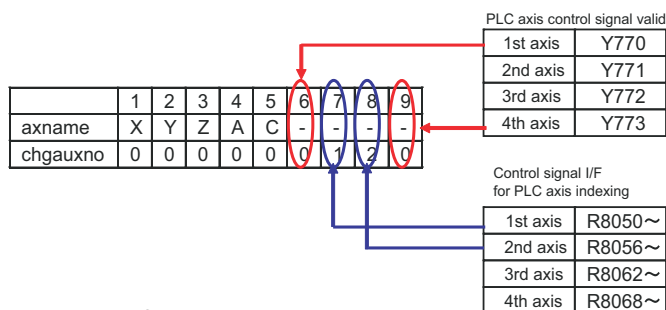 PLC axis control signal valid
1st axis Y770
2nd axis Y771
3rd axis Y772
4th axis Y773
1 2 3 4 5 6 7 8 9
axname X Y Z A C - - - -
chgauxno 0 0 0 0 0 0 1 2 0
Control signal I/F
for PLC axis indexing
1st axis R8050~
2nd axis R8056~
3rd axis R8062~
4th axis R8068~